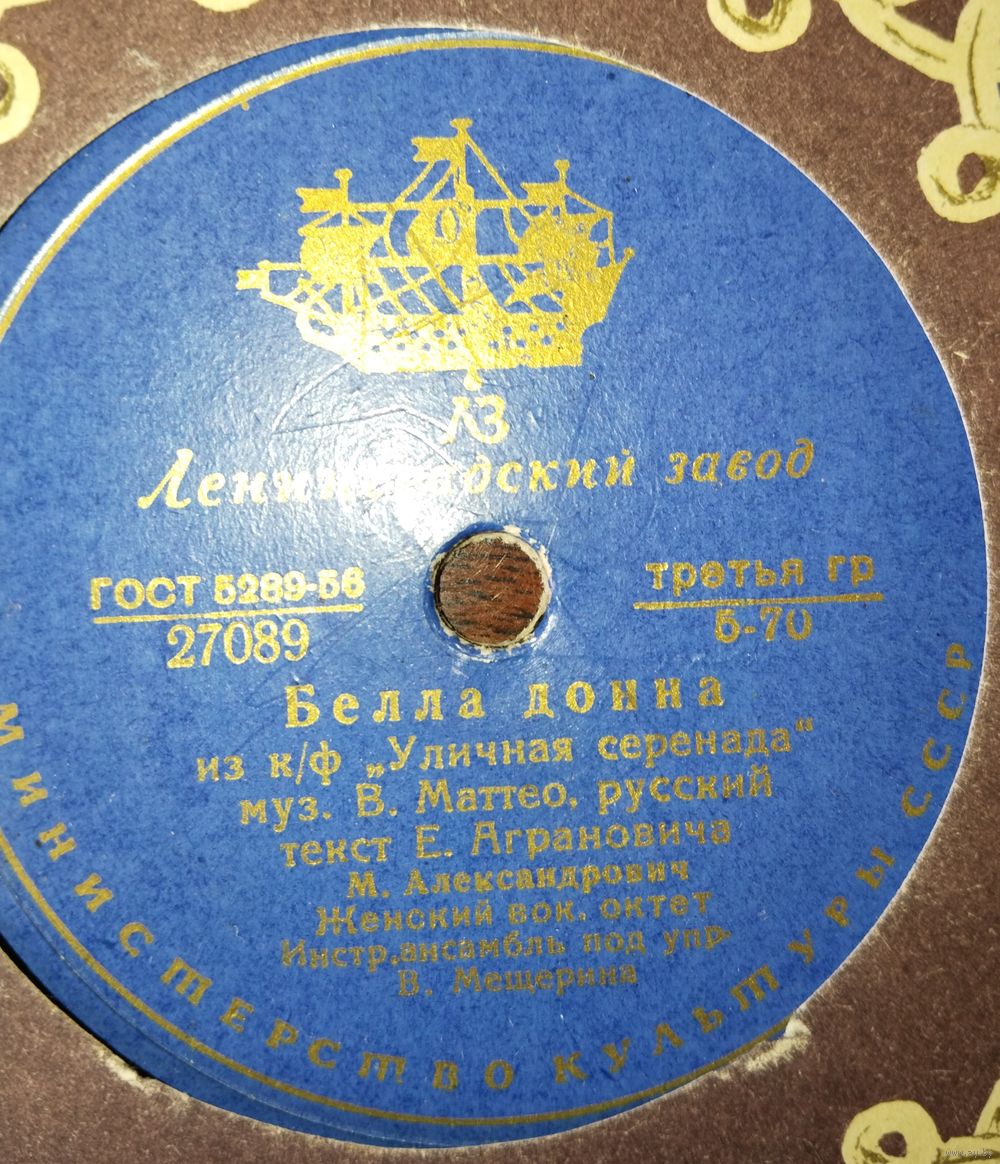 ЛЗ
Ленинградский завод
ГОСТ 5289-56
27089
третья гр
5-70
Белла донна
из к/ф „Уличная серенада“
муз. В. Маттео, русский
текст Е. Аграновича
М. Александрович
Женский вок. октет
Инстр.ансамбль под упр.
В. Мещерина
МИНИСТЕРСТВО КУЛЬТУРЫ СССР